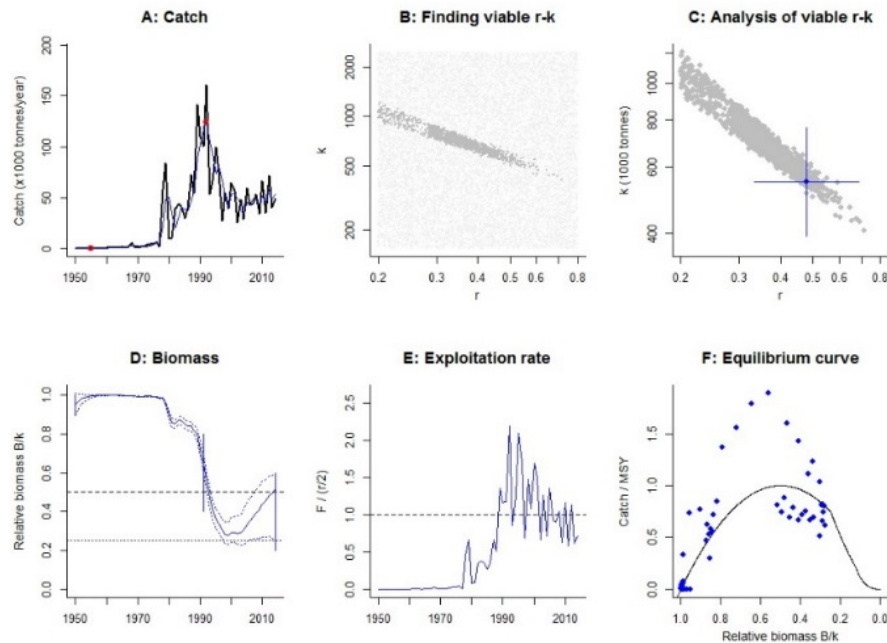 A: Catch
Catch (x1000 tonnes/year)
200
150
100
50
0
1950 1970 1990 2010
B: Finding viable r-k
k
2000
1000
500
200
0.2 0.3 0.4 0.5 0.6 0.8
r
C: Analysis of viable r-k
k (1000 tonnes)
1000
800
600
400
0.2 0.3 0.4 0.5 0.6 0.8
r
D: Biomass
Relative biomass B/k
1.0
0.8
0.6
0.4
0.2
0.0
1950 1970 1990 2010
E: Exploitation rate
F / (r/2)
2.5
2.0
1.5
1.0
0.5
0.0
1950 1970 1990 2010
F: Equilibrium curve
Catch / MSY
1.5
1.0
0.5
0.0
1.0 0.8 0.6 0.4 0.2 0.0
Relative biomass B/k